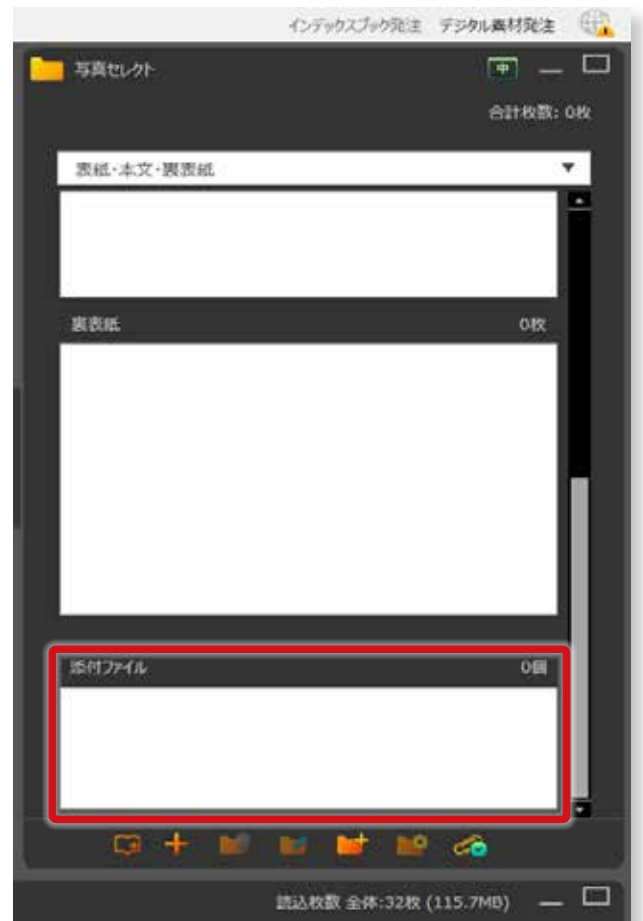 インデックスブック発注 デジタル素材発注
写真セレクト 中
合計枚数: 0枚
表紙・本文・裏表紙
裏表紙 0枚
添付ファイル 0個
読込枚数 全体:32枚 (115.7MB)